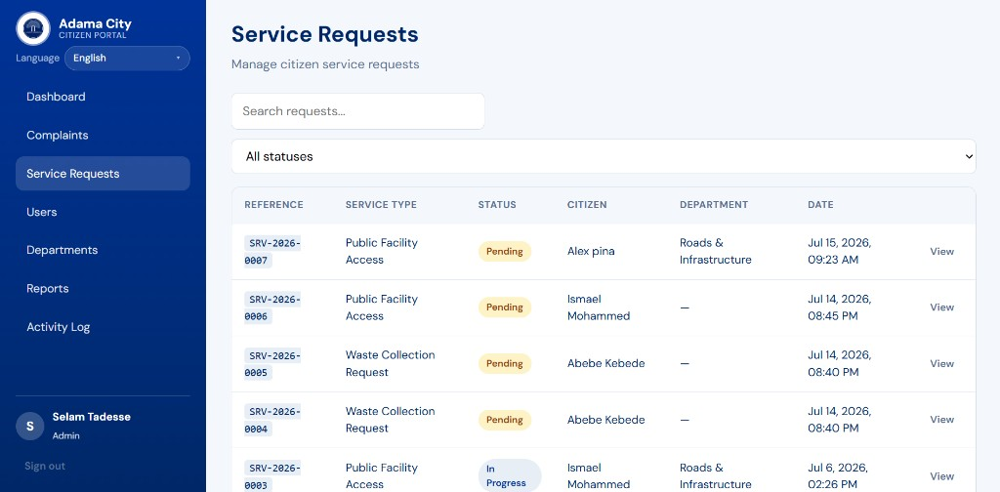 Adama City
CITIZEN PORTAL
Language English
Dashboard
Complaints
Service Requests
Users
Departments
Reports
Activity Log
S
Selam Tadesse
Admin
Sign out
Service Requests
Manage citizen service requests
Search requests...
All statuses
REFERENCE SERVICE TYPE STATUS CITIZEN DEPARTMENT DATE
SRV-2026-0007 Public Facility Access Pending Alex pina Roads & Infrastructure Jul 15, 2026, 09:23 AM View
SRV-2026-0006 Public Facility Access Pending Ismael Mohammed — Jul 14, 2026, 08:45 PM View
SRV-2026-0005 Waste Collection Request Pending Abebe Kebede — Jul 14, 2026, 08:40 PM View
SRV-2026-0004 Waste Collection Request Pending Abebe Kebede — Jul 14, 2026, 08:40 PM View
SRV-2026-0003 Public Facility Access In Progress Ismael Mohammed Roads & Infrastructure Jul 6, 2026, 02:26 PM View